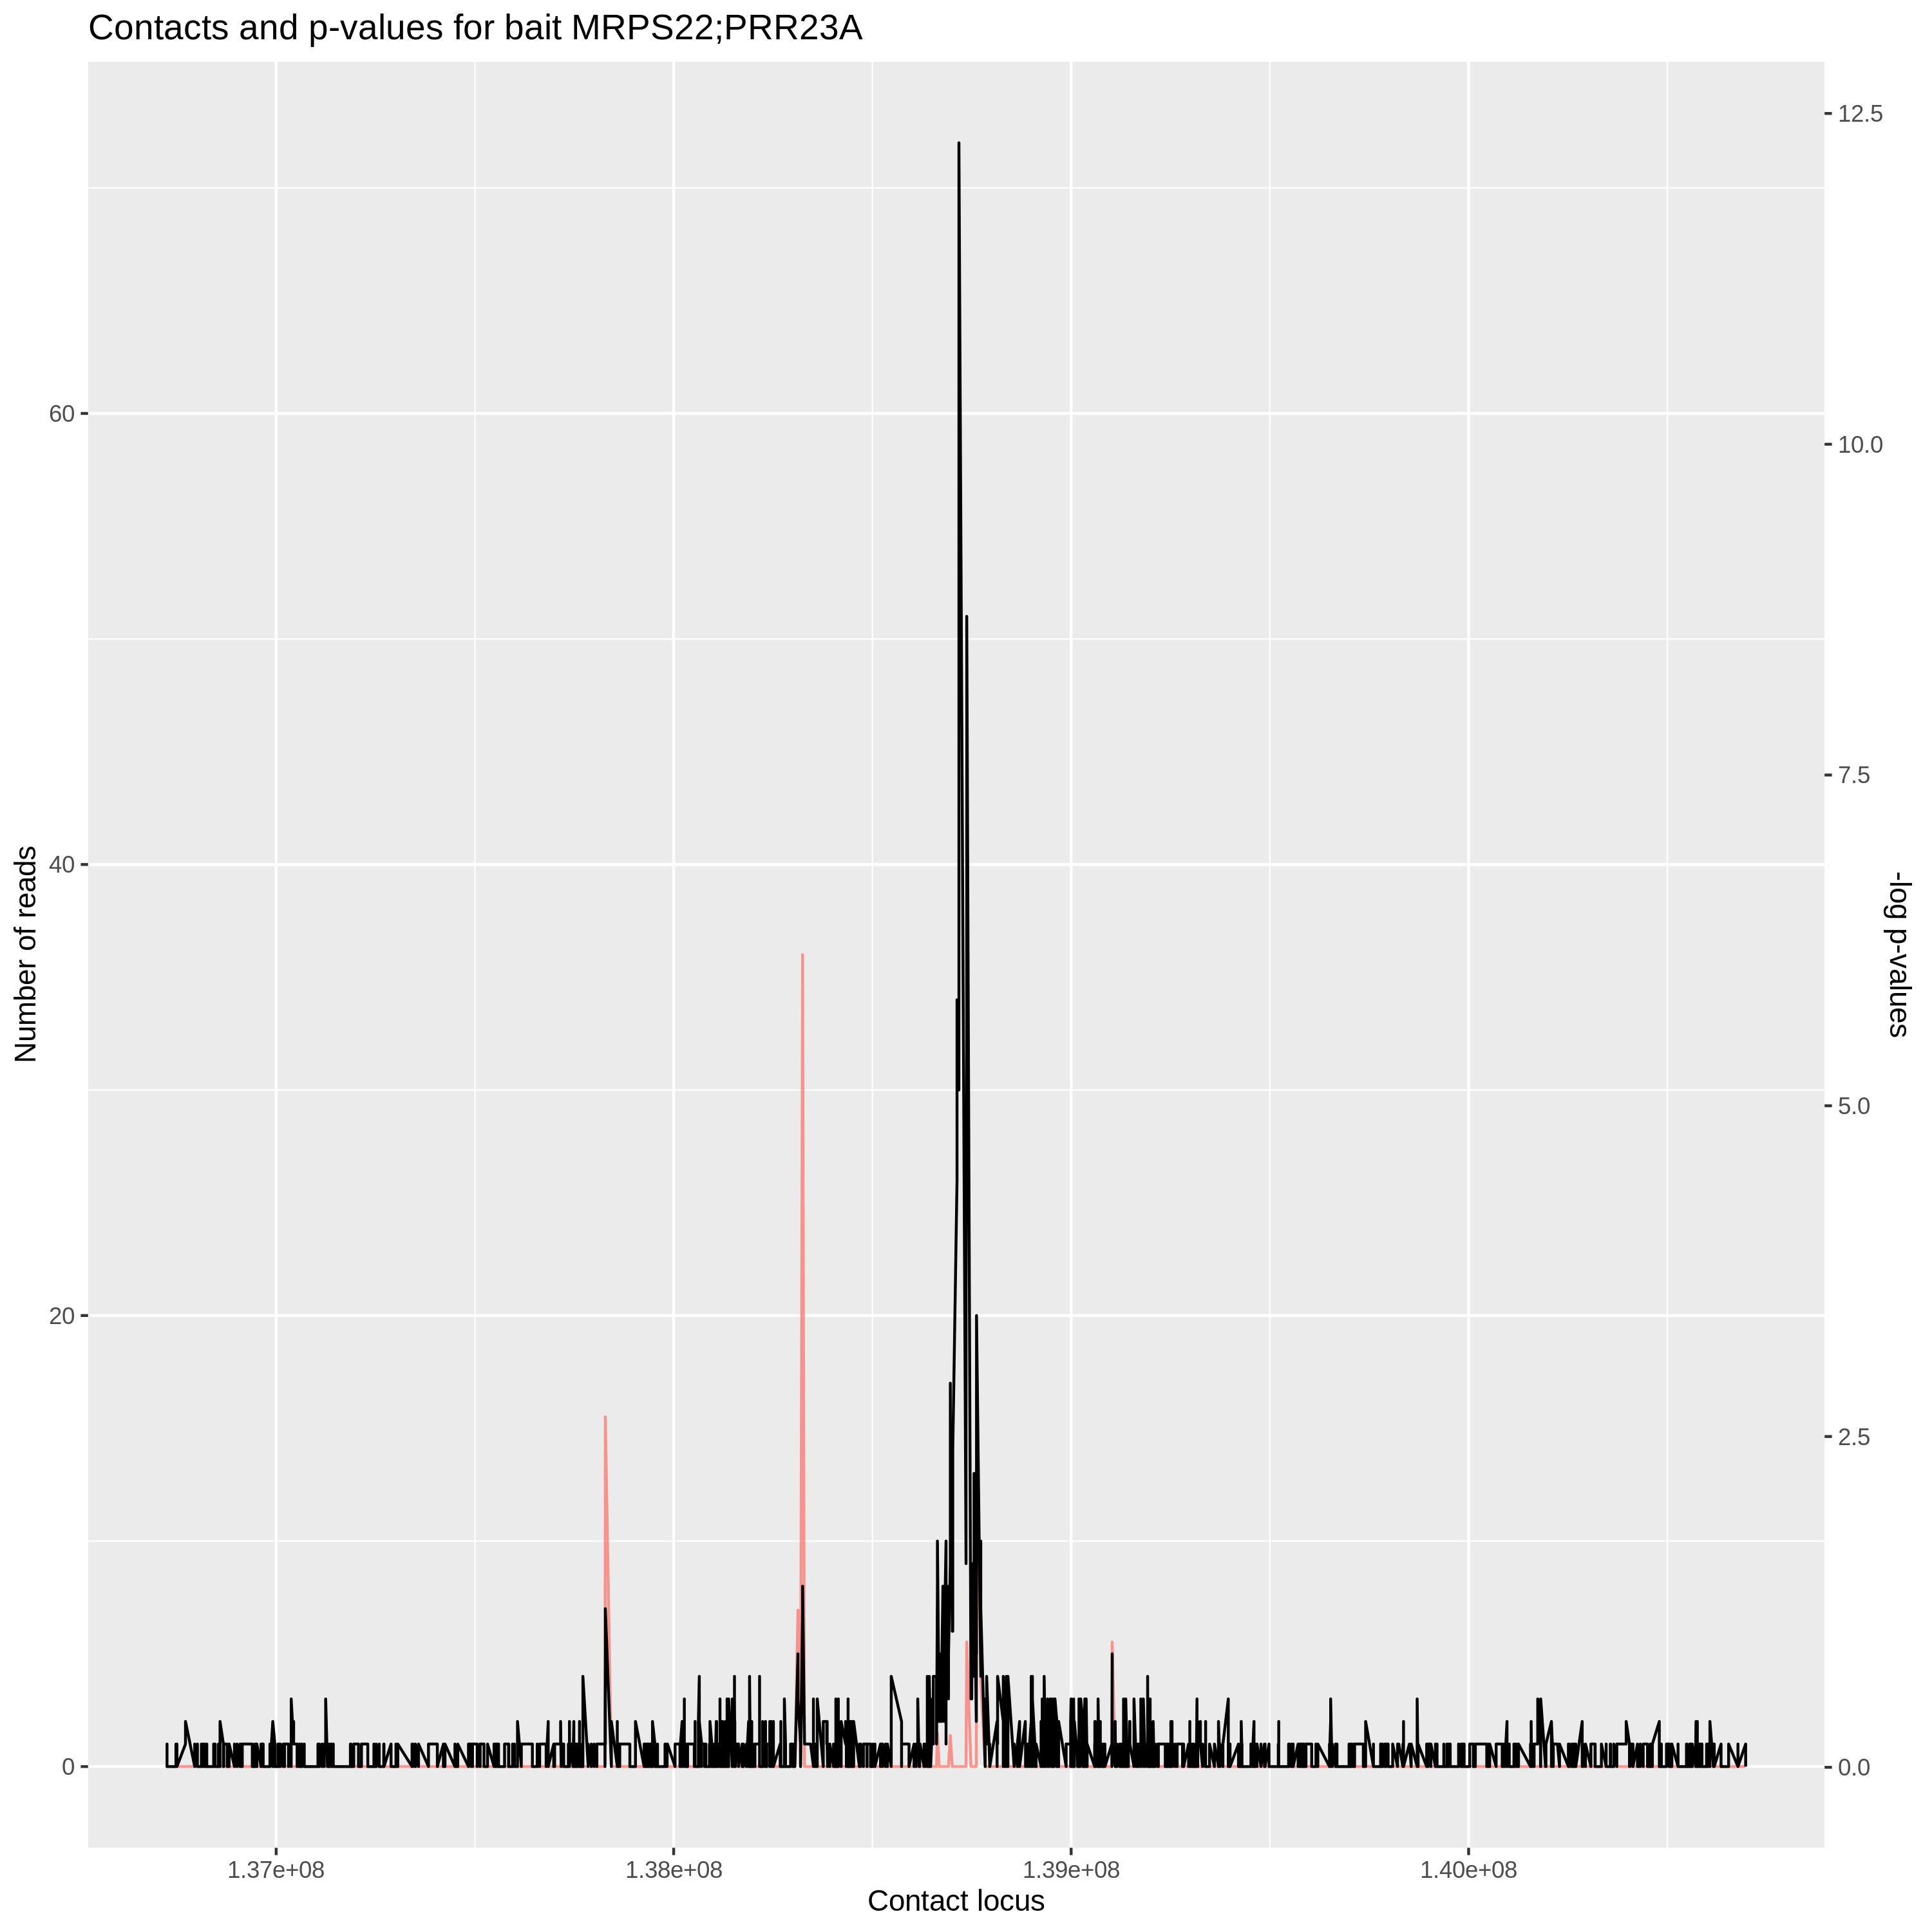 Contacts and p-values for bait MRPS22;PRR23A
12.5
60
10.0
7.5
40
Number of reads
-log p-values
5.0
20
2.5
0
0.0
1.37e+08 1.38e+08 1.39e+08 1.40e+08
Contact locus